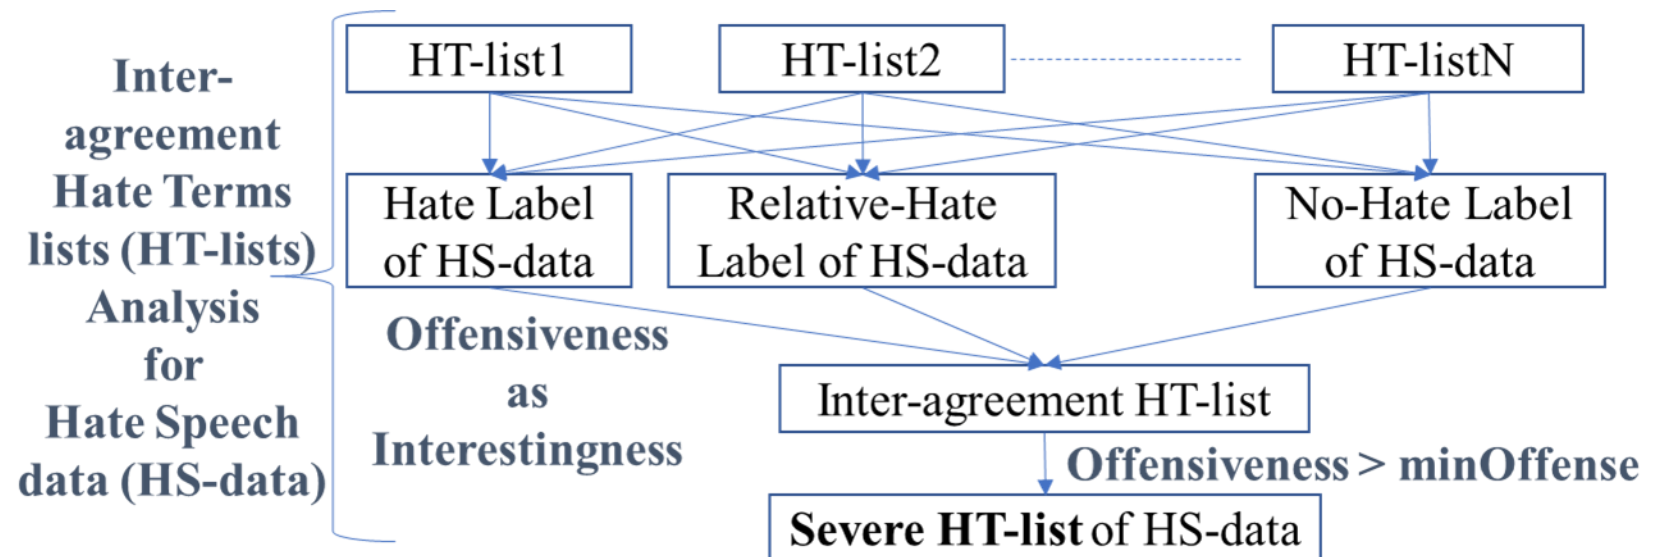 Inter-
agreement
Hate Terms
lists (HT-lists)
Analysis
for
Hate Speech
data (HS-data)
HT-list1
HT-list2
HT-listN
Hate Label
of HS-data
Relative-Hate
Label of HS-data
No-Hate Label
of HS-data
Offensiveness
as
Interestingness
Inter-agreement HT-list
Offensiveness > minOffense
Severe HT-list of HS-data